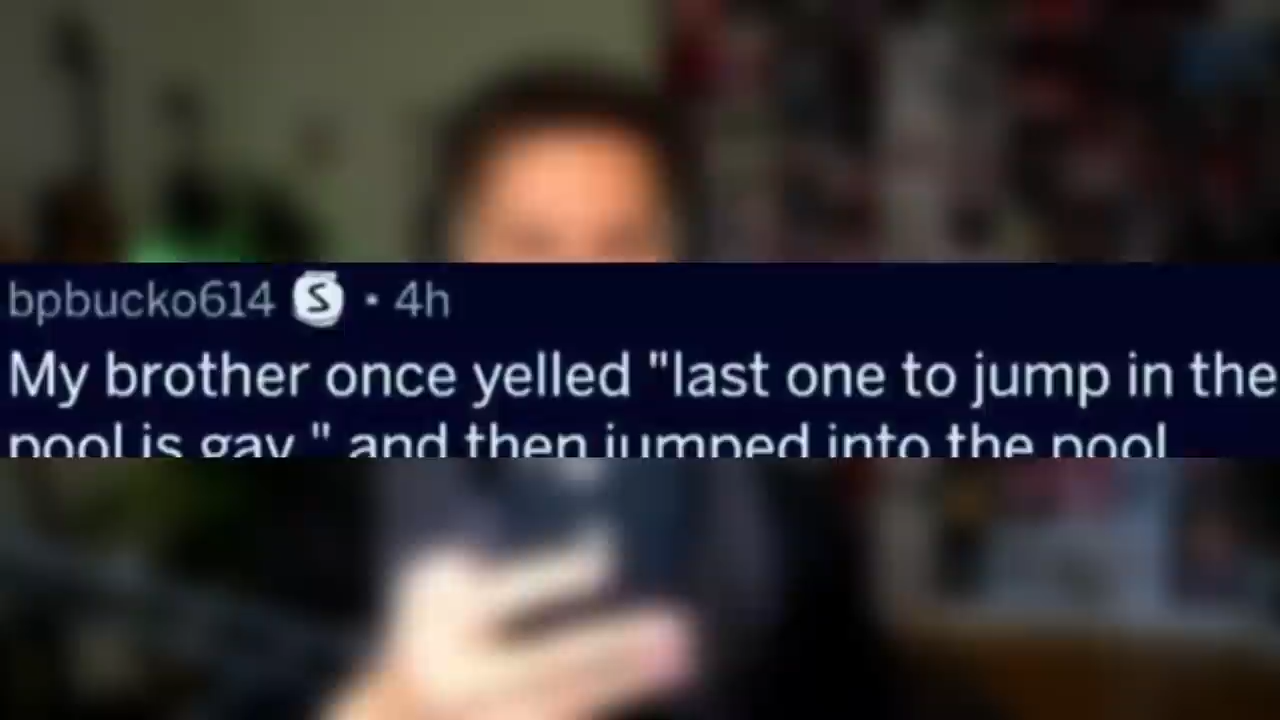 bpbucko614 S • 4h
My brother once yelled "last one to jump in the
pool is gay " and then jumped into the pool